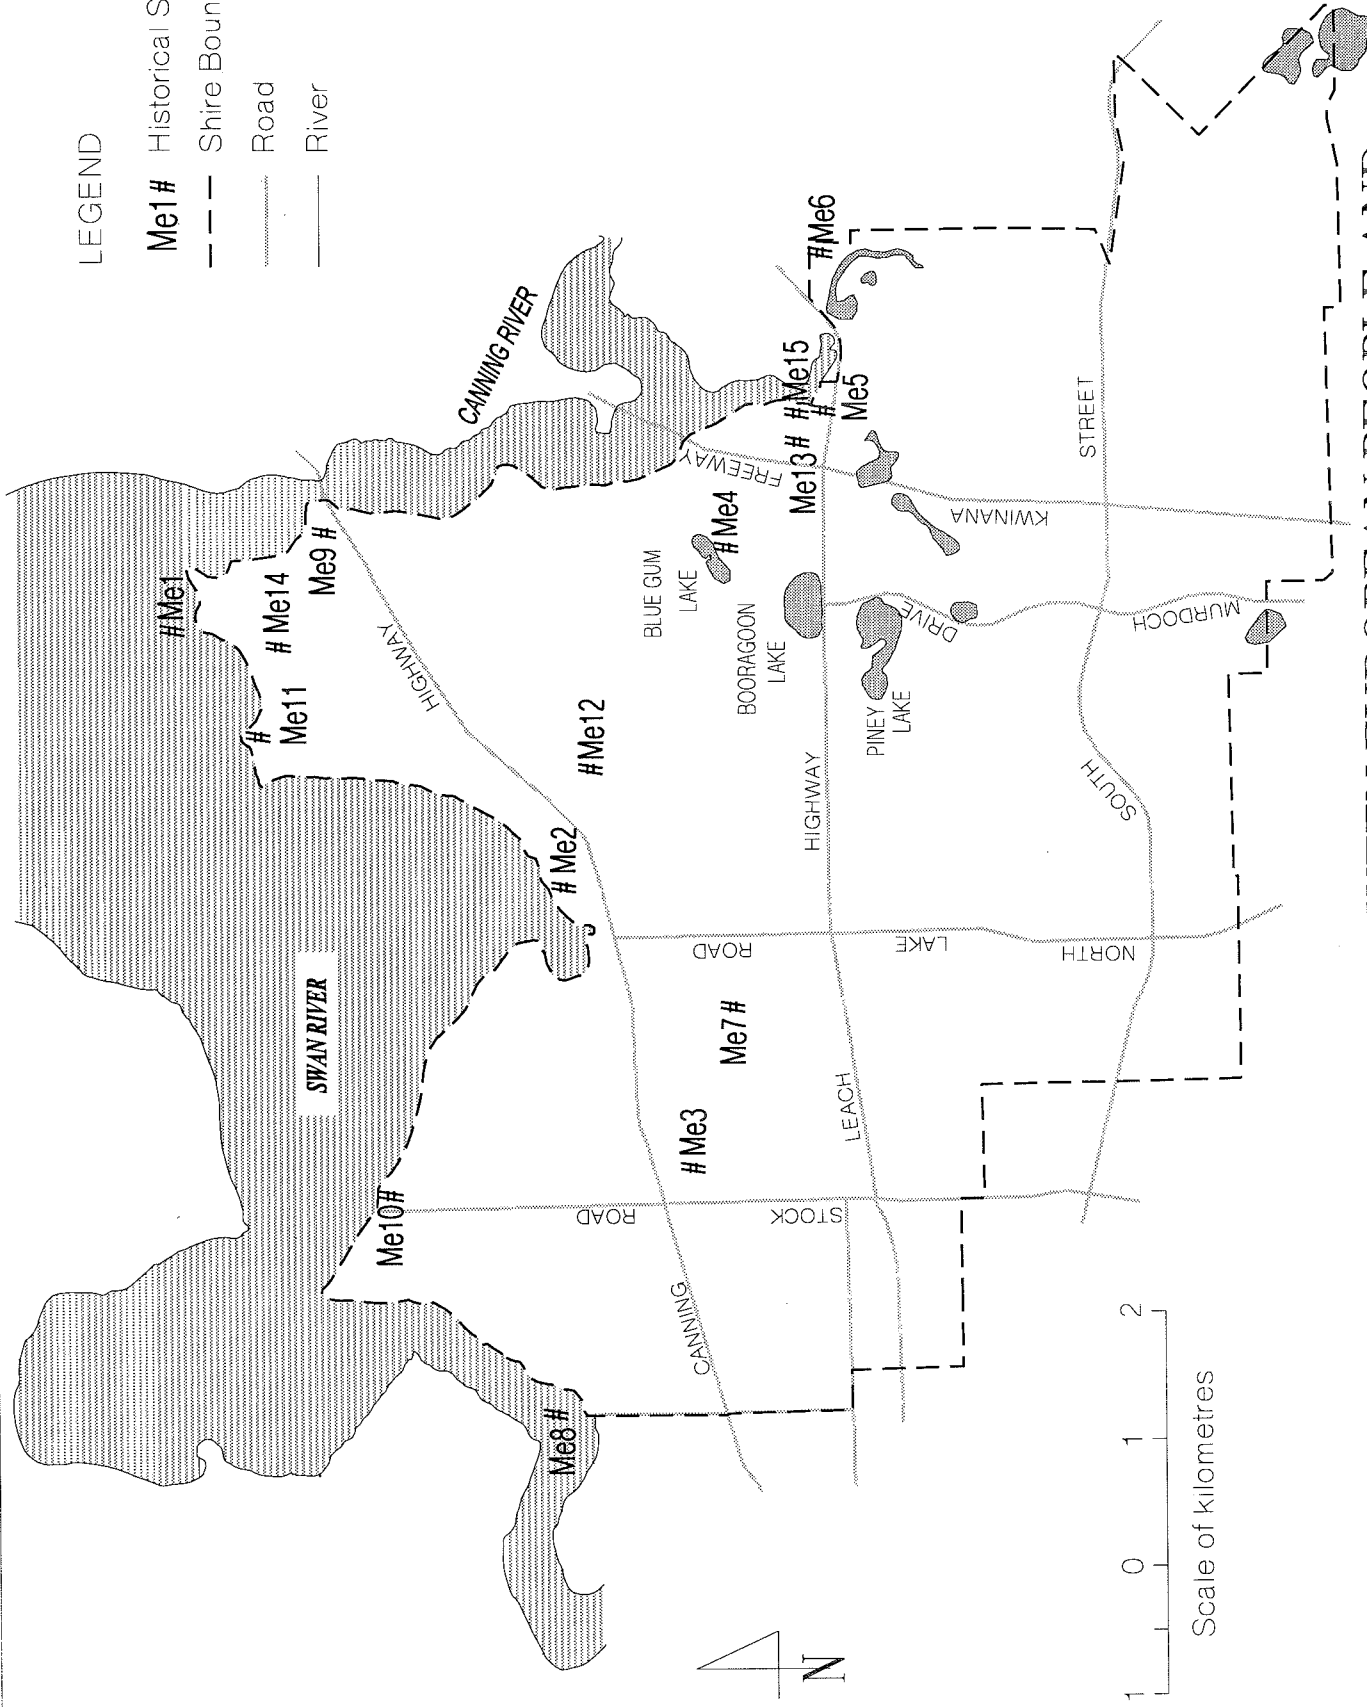 LEGEND
Me1# Historical S
Shire Boun
Road
River
SWAN RIVER
CANNING RIVER
#Me1
#Me14
Me9#
#
Me11
HIGHWAY
#Me12
#Me2
BLUE GUM
LAKE
#Me4
BOORAGOON
LAKE
FREEWAY
Me13#
#Me15
#
Me5
#Me6
PINEY
LAKE
DRIVE
MURDOCH
KWINANA
STREET
SOUTH
HIGHWAY
ROAD
LAKE
NORTH
Me7#
#Me3
LEACH
Me10#
ROAD
STOCK
CANNING
Me8#
N
1 0 1 2
Scale of kilometres